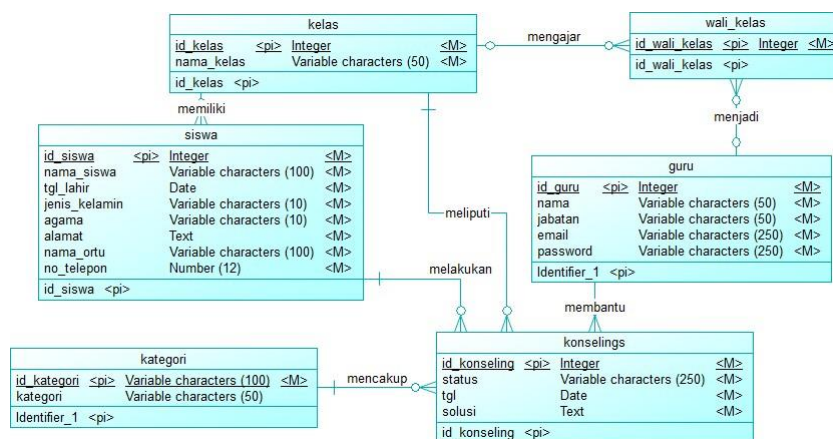 kelas
id_kelas <pi> Integer <M>
nama_kelas Variable characters (50) <M>
id_kelas <pi>
mengajar
wali_kelas
id_wali_kelas <pi> Integer <M>
id_wali_kelas <pi>
memiliki
menjadi
siswa
id_siswa <pi> Integer <M>
nama_siswa Variable characters (100) <M>
tgl_lahir Date <M>
jenis_kelamin Variable characters (10) <M>
agama Variable characters (10) <M>
alamat Text <M>
nama_ortu Variable characters (100) <M>
no_telepon Number (12) <M>
id_siswa <pi>
guru
id_guru <pi> Integer <M>
nama Variable characters (50) <M>
jabatan Variable characters (50) <M>
email Variable characters (250) <M>
password Variable characters (250) <M>
Identifier_1 <pi>
meliputi
melakukan
membantu
kategori
id_kategori <pi> Variable characters (100) <M>
kategori Variable characters (50)
Identifier_1 <pi>
mencakup
konselings
id_konseling <pi> Integer <M>
status Variable characters (250) <M>
tgl Date <M>
solusi Text <M>
id_konseling <pi>